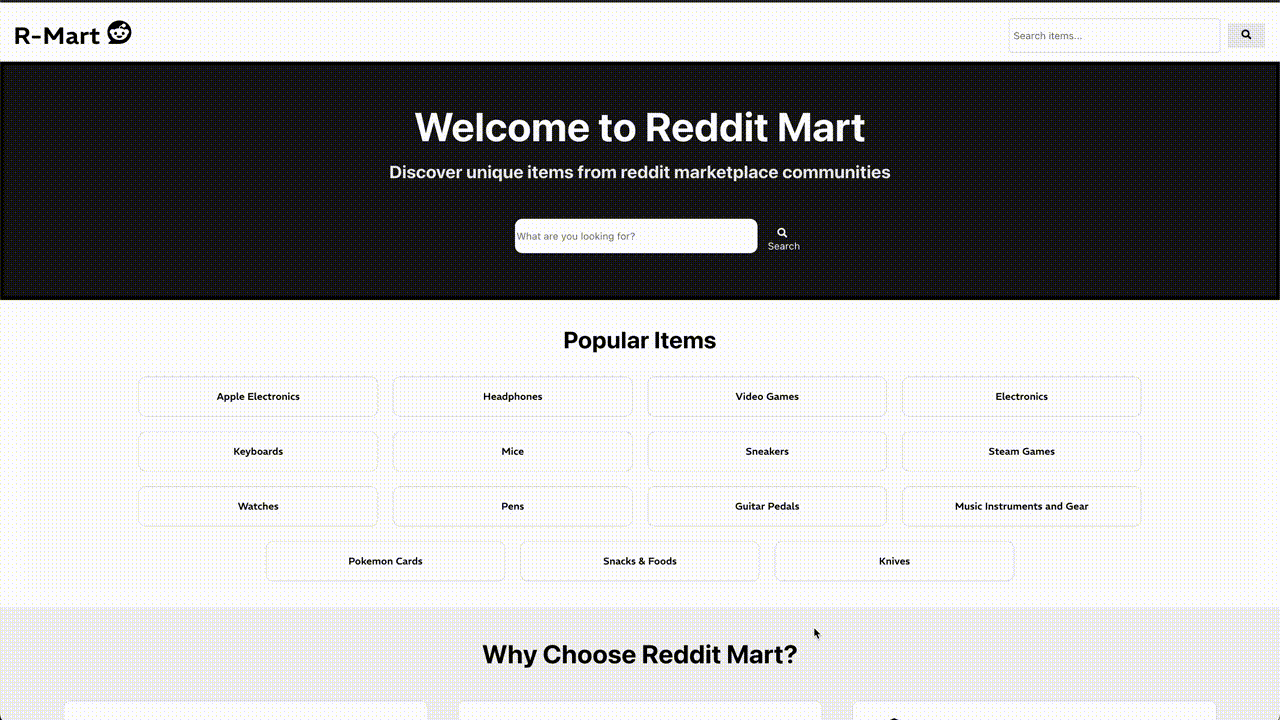 R-Mart
Search items...
Welcome to Reddit Mart
Discover unique items from reddit marketplace communities
What are you looking for?
Search
Popular Items
Apple Electronics
Headphones
Video Games
Electronics
Keyboards
Mice
Sneakers
Steam Games
Watches
Pens
Guitar Pedals
Music Instruments and Gear
Pokemon Cards
Snacks & Foods
Knives
Why Choose Reddit Mart?